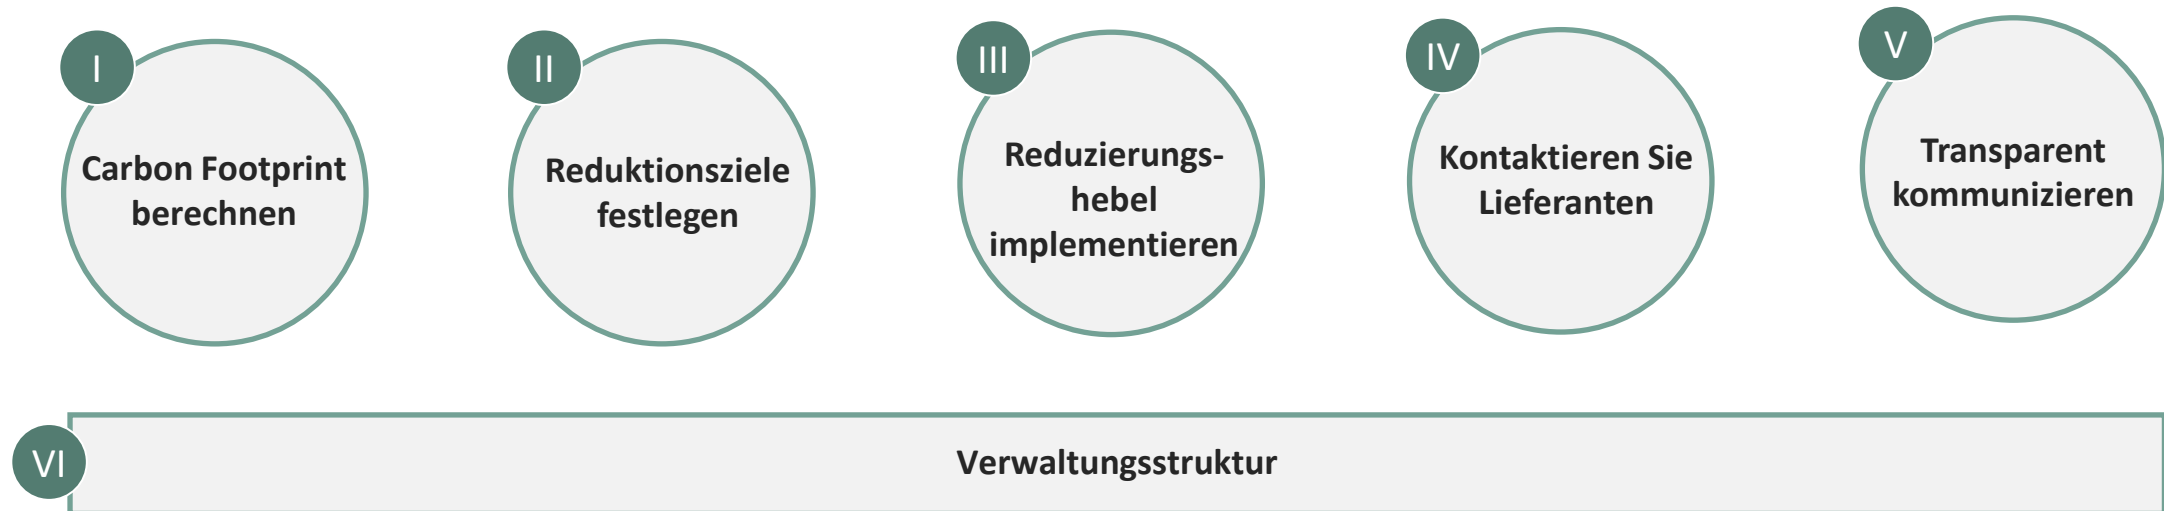 I
Carbon Footprint
berechnen
II
Reduktionsziele
festlegen
III
Reduzierungs-
hebel
implementieren
IV
Kontaktieren Sie
Lieferanten
V
Transparent
kommunizieren
VI
Verwaltungsstruktur